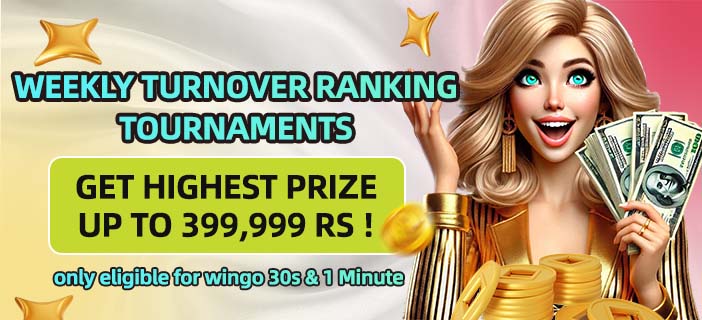 WEEKLY TURNOVER RANKING
TOURNAMENTS
GET HIGHEST PRIZE
UP TO 399,999 RS !
only eligible for wingo 30s & 1 Minute